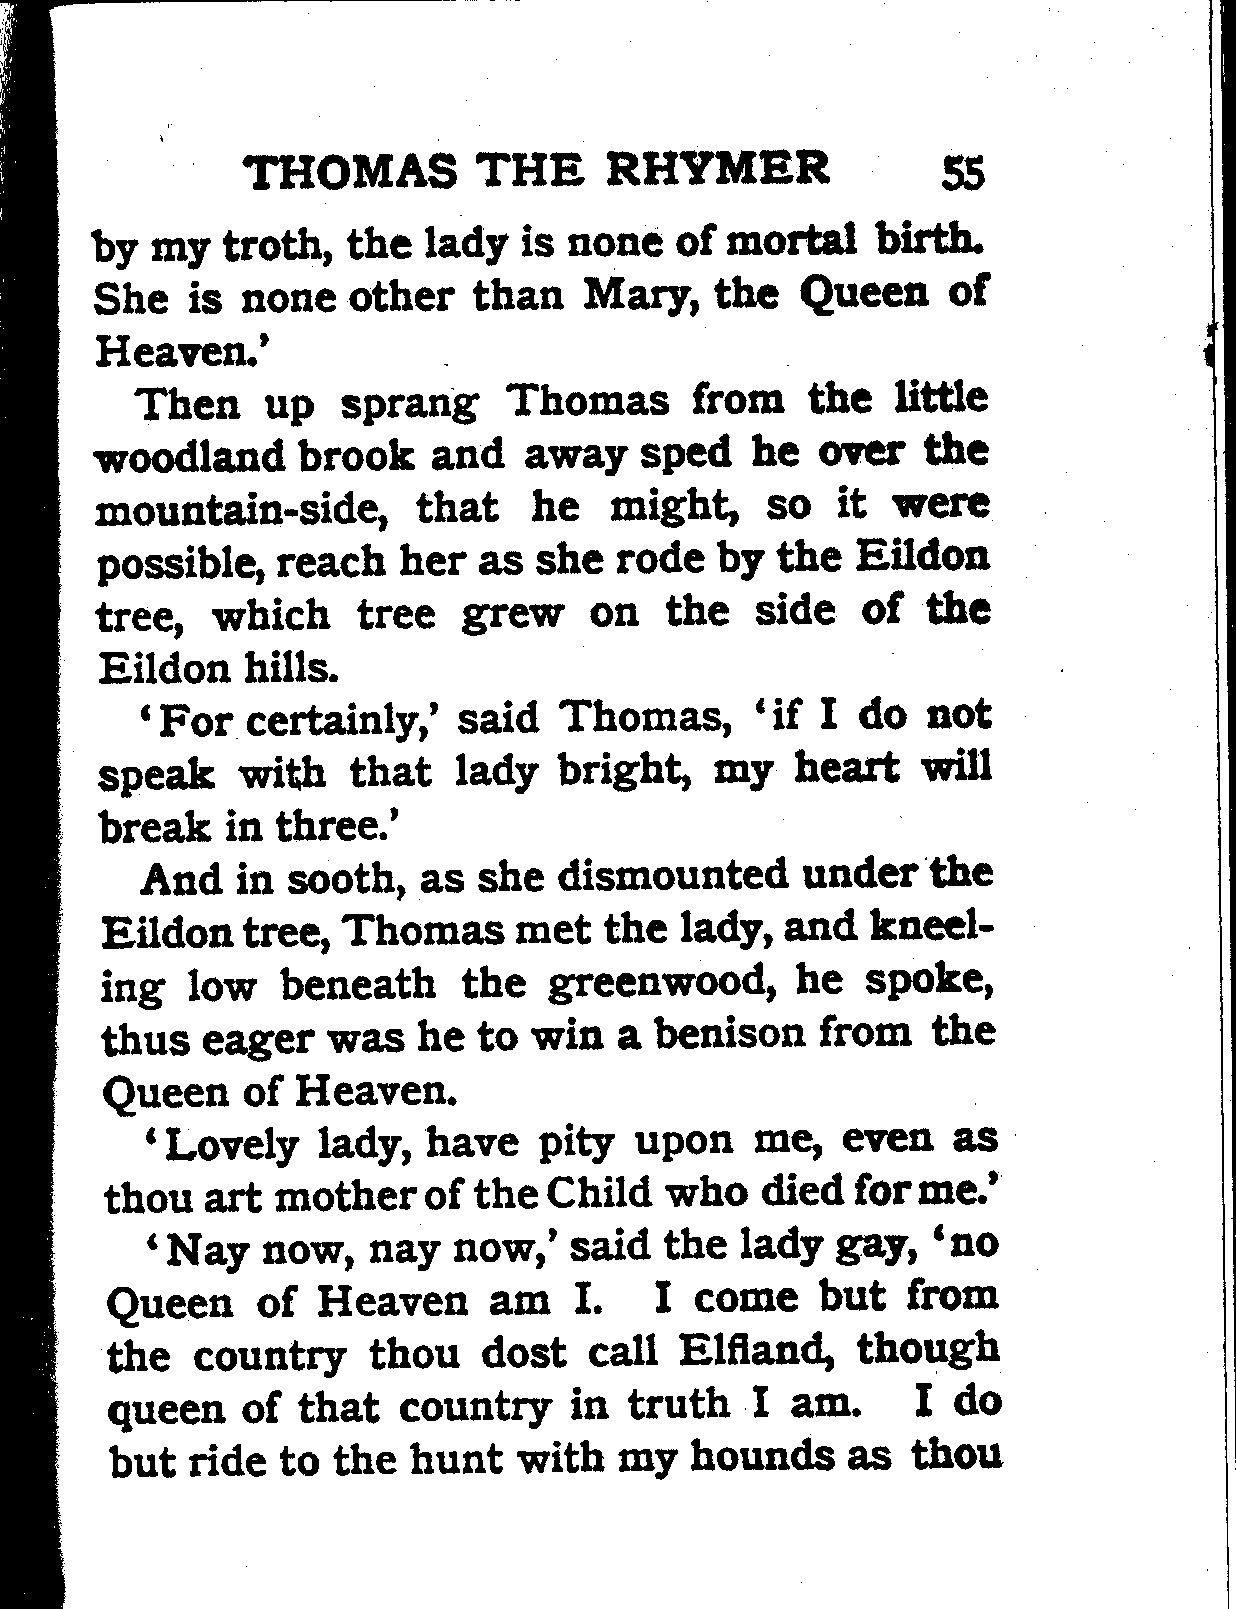 THOMAS THE RHYMER 55
by my troth, the lady is none of mortal birth.
She is none other than Mary, the Queen of
Heaven.’
Then up sprang Thomas from the little
woodland brook and away sped he over the
mountain-side, that he might, so it were
possible, reach her as she rode by the Eildon
tree, which tree grew on the side of the
Eildon hills.
‘For certainly,’ said Thomas, ‘if I do not
speak with that lady bright, my heart will
break in three.’
And in sooth, as she dismounted under the
Eildon tree, Thomas met the lady, and kneel-
ing low beneath the greenwood, he spoke,
thus eager was he to win a benison from the
Queen of Heaven.
‘Lovely lady, have pity upon me, even as
thou art mother of the Child who died for me.’
‘Nay now, nay now,’ said the lady gay, ‘no
Queen of Heaven am I. I come but from
the country thou dost call Elfland, though
queen of that country in truth I am. I do
but ride to the hunt with my hounds as thou